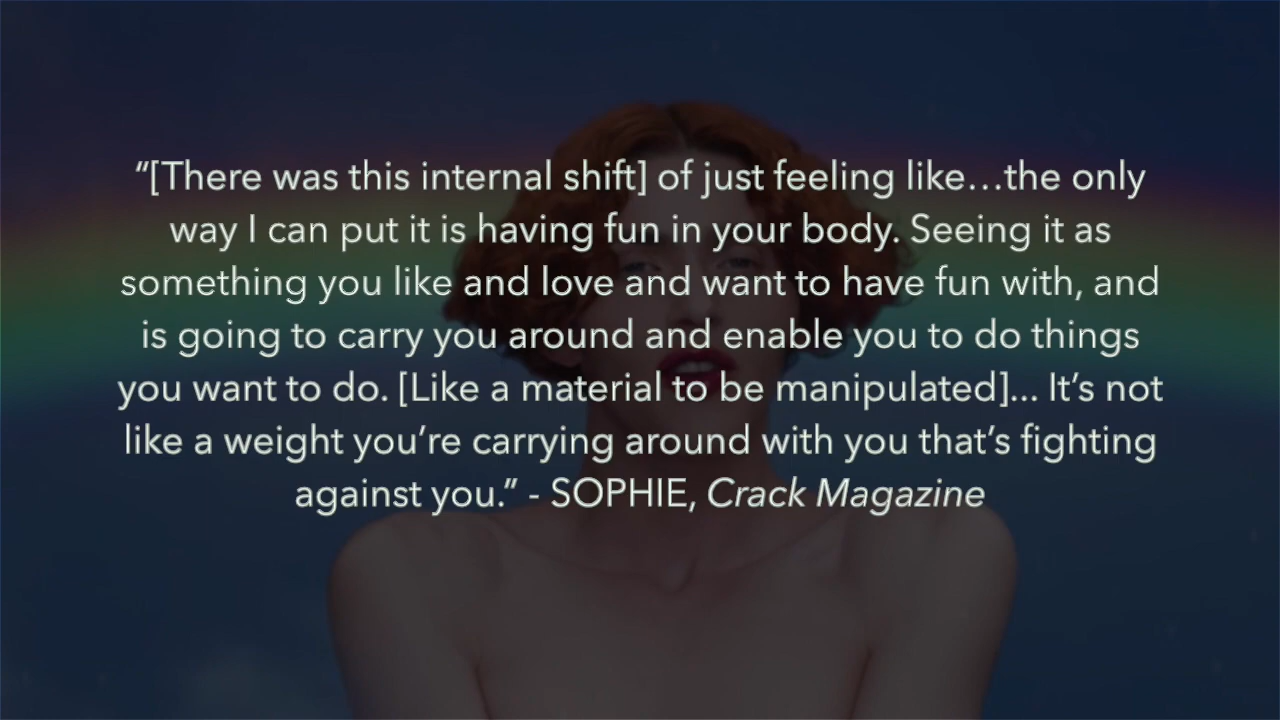 “[There was this internal shift] of just feeling like…the only
way I can put it is having fun in your body. Seeing it as
something you like and love and want to have fun with, and
is going to carry you around and enable you to do things
you want to do. [Like a material to be manipulated]... It’s not
like a weight you’re carrying around with you that’s fighting
against you.” - SOPHIE, Crack Magazine